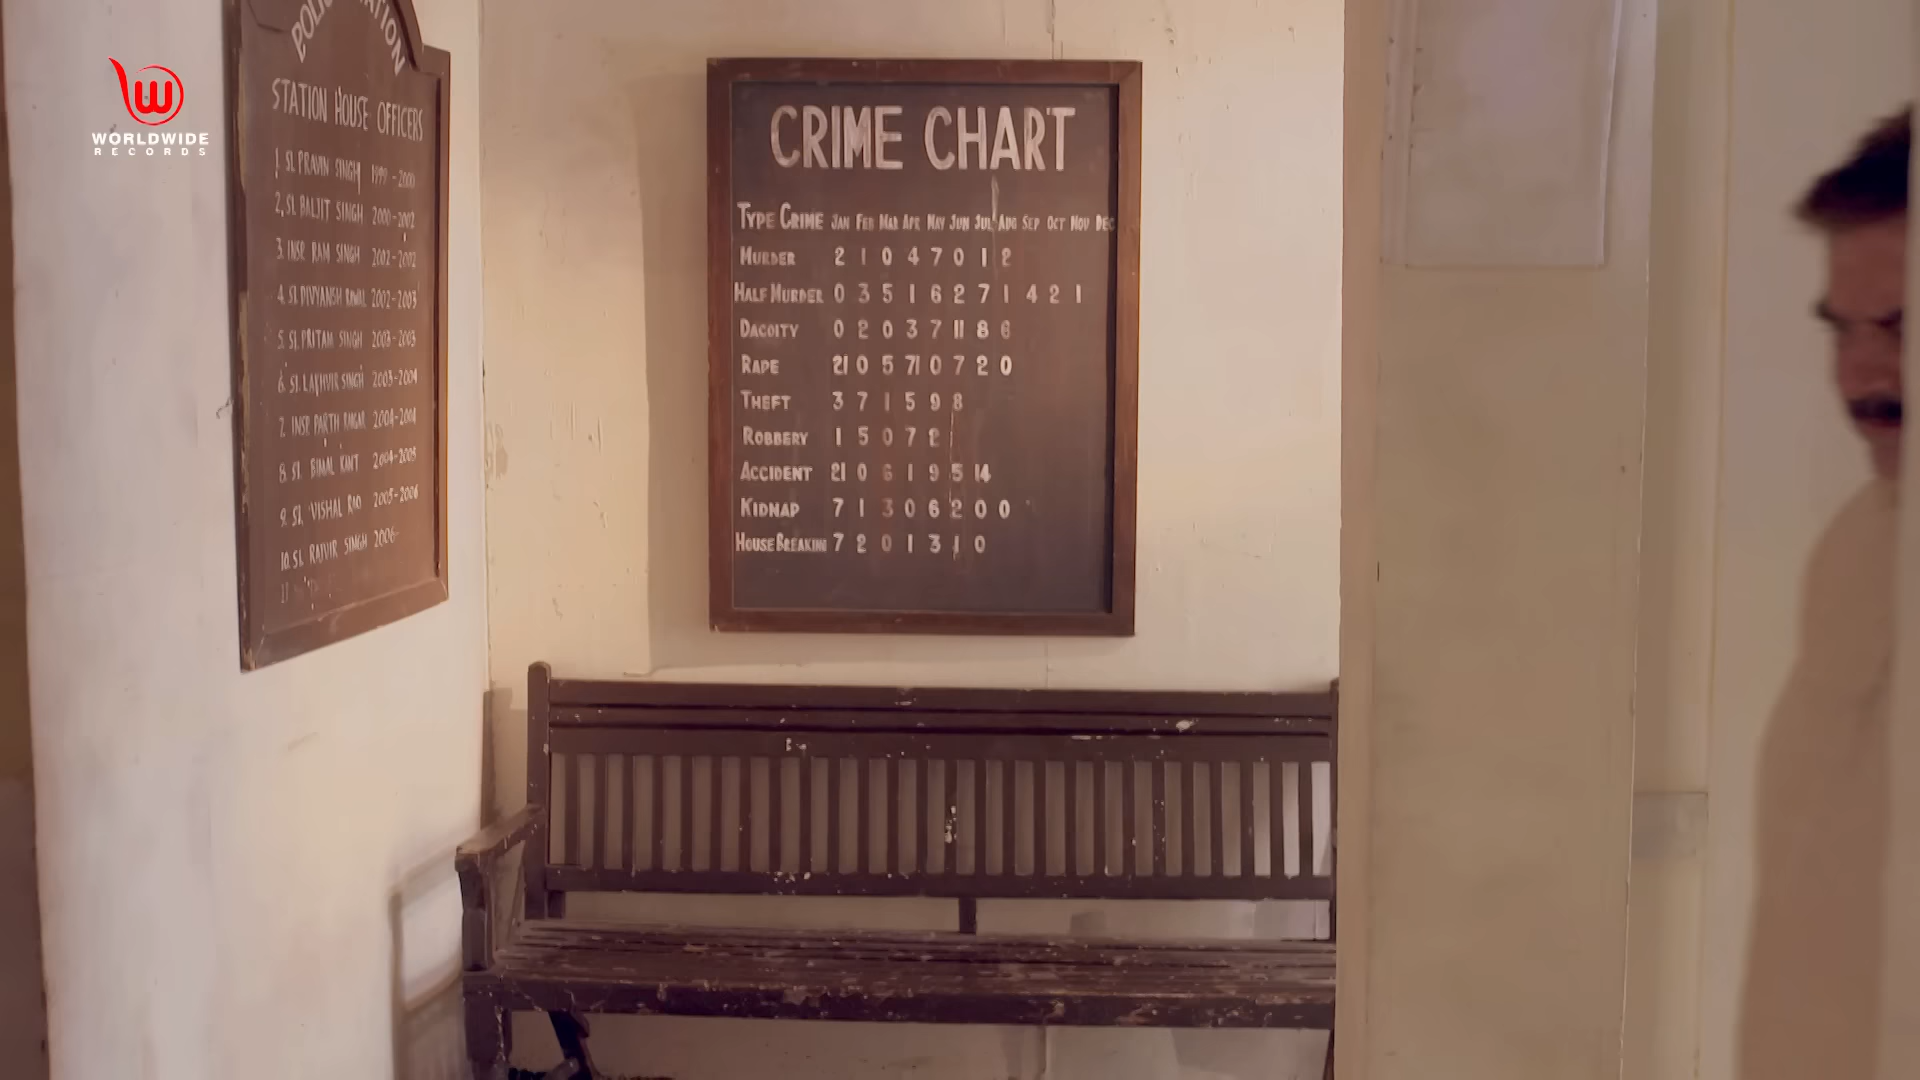 WORLDWIDE
RECORDS
STATION HOUSE OFFICERS
1. SI. PRAVIN SINGH 1999-2000
2. SI. BALJIT SINGH 2000-2002
3. INSP. RAM SINGH 2002-2002
4. SI. DIVYANSH RAWAL 2002-2003
5. SI. PRITAM SINGH 2003-2003
6. SI. LAKHVIR SINGH 2003-2004
7. INSP. PARTH 2004-2004
8. SI. BIMAL KANT 2004-2005
9. SI. VISHAL RAO 2005-2006
10. SI. RAJVIR SINGH 2006-
11
CRIME CHART
TYPE CRIME JAN FEB MAR APR MAY JUN JUL AUG SEP OCT NOV DEC
MURDER 2 1 0 4 7 0 1 2
HALF MURDER 0 3 5 1 6 2 7 1 4 2 1
DACOITY 0 2 0 3 7 11 8 6
RAPE 21 0 5 71 0 7 2 0
THEFT 3 7 1 5 9 8
ROBBERY 1 5 0 7 2
ACCIDENT 21 0 6 1 9 5 14
KIDNAP 7 1 3 0 6 2 0 0
HOUSE BREAKING 7 2 0 1 3 1 0